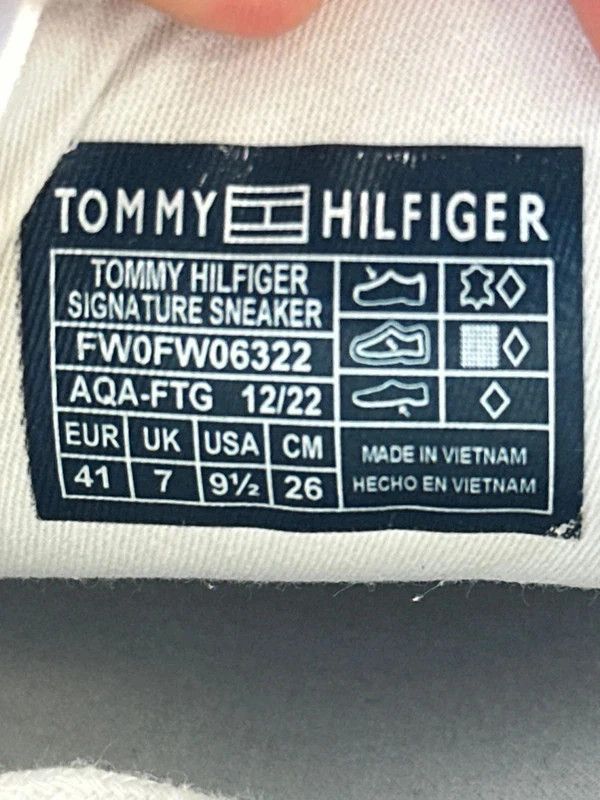 TOMMY HILFIGER
TOMMY HILFIGER
SIGNATURE SNEAKER
FW0FW06322
AQA-FTG 12/22
EUR UK USA CM
41 7 9½ 26
MADE IN VIETNAM
HECHO EN VIETNAM